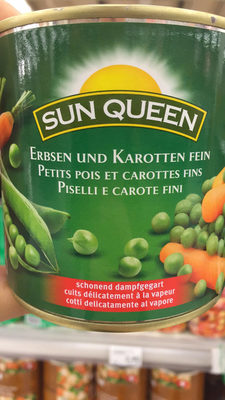 SUN QUEEN
ERBSEN UND KAROTTEN FEIN
PETITS POIS ET CAROTTES FINS
PISELLI E CAROTE FINI
schonend dampfgegart
cuits délicatement à la vapeur
cotti delicatamente al vapore